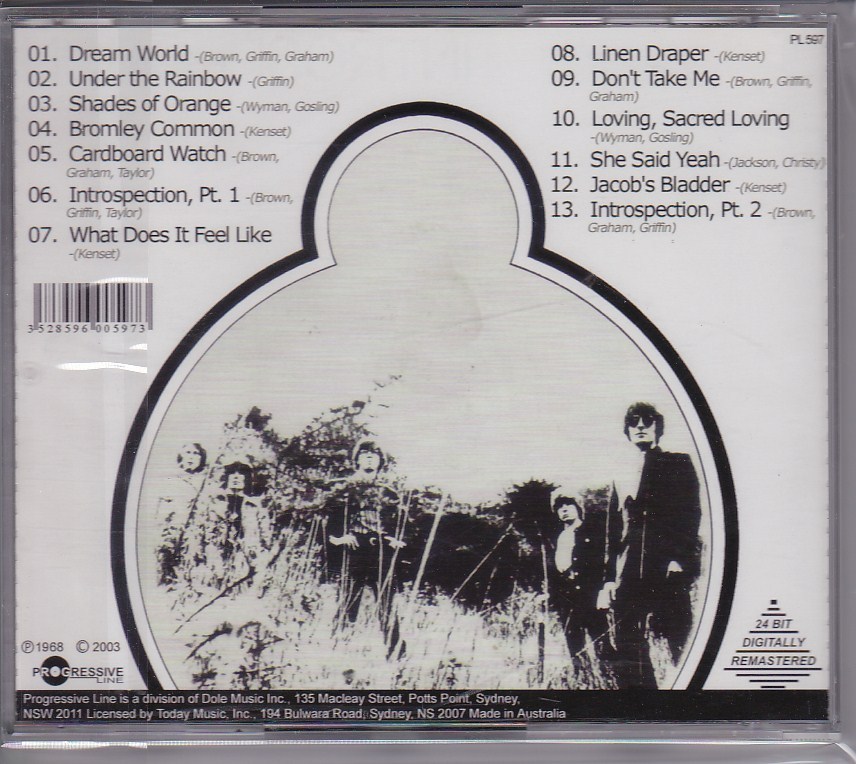 PL 597
01. Dream World -(Brown, Griffin, Graham)
02. Under the Rainbow -(Griffin)
03. Shades of Orange -(Wyman, Gosling)
04. Bromley Common -(Kenset)
05. Cardboard Watch -(Brown,
Graham, Taylor)
06. Introspection, Pt. 1 -(Brown,
Griffin, Taylor)
07. What Does It Feel Like
-(Kenset)
08. Linen Draper -(Kenset)
09. Don't Take Me -(Brown, Griffin,
Graham)
10. Loving, Sacred Loving
-(Wyman, Gosling)
11. She Said Yeah -(Jackson, Christy)
12. Jacob's Bladder -(Kenset)
13. Introspection, Pt. 2 -(Brown,
Graham, Griffin)
3 528596 005973
24 BIT
DIGITALLY
REMASTERED
℗1968 © 2003
PROGRESSIVE
LINE
Progressive Line is a division of Dole Music Inc., 135 Macleay Street, Potts Point, Sydney,
NSW 2011 Licensed by Today Music, Inc., 194 Bulwara Road, Sydney, NS 2007 Made in Australia